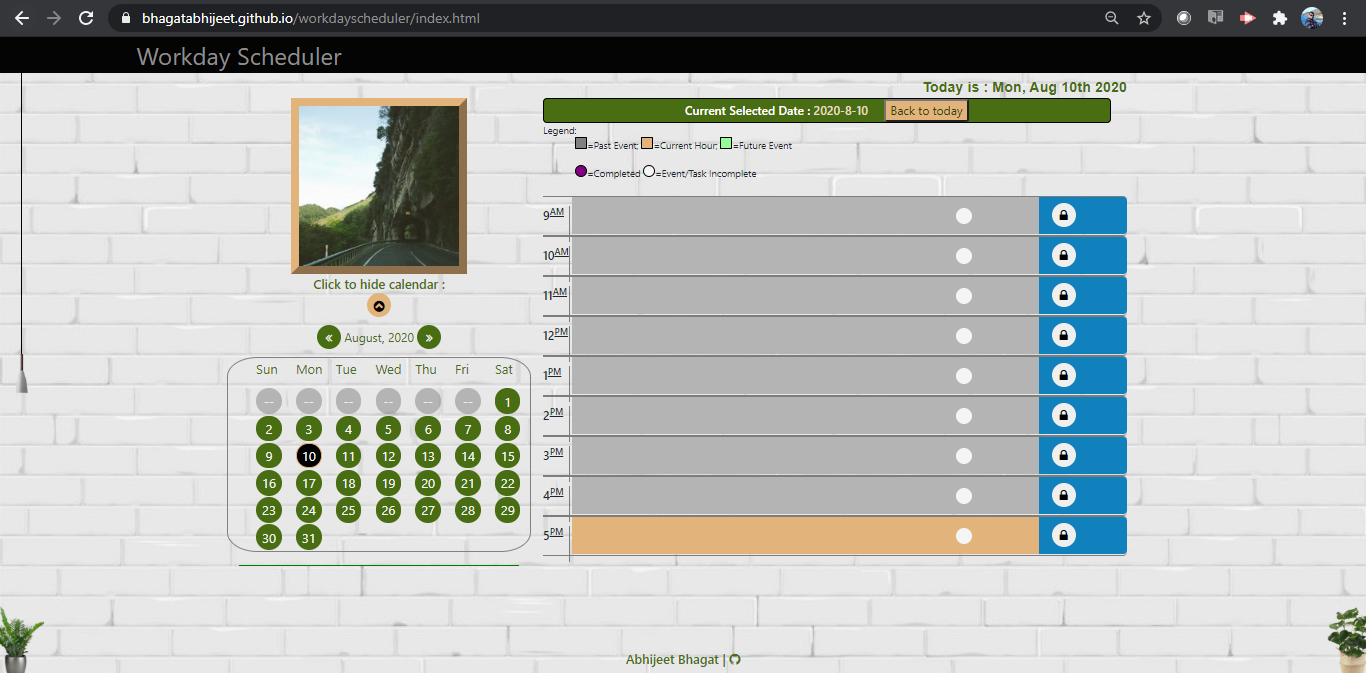 bhagatabhijeet.github.io/workdayscheduler/index.html
Workday Scheduler
Today is : Mon, Aug 10th 2020
Current Selected Date : 2020-8-10 Back to today
Legend:
=Past Event; =Current Hour; =Future Event
=Completed =Event/Task Incomplete
Click to hide calendar :
« August, 2020 »
Sun Mon Tue Wed Thu Fri Sat
-- -- -- -- -- -- 1
2 3 4 5 6 7 8
9 10 11 12 13 14 15
16 17 18 19 20 21 22
23 24 25 26 27 28 29
30 31
9AM
10AM
11AM
12PM
1PM
2PM
3PM
4PM
5PM
Abhijeet Bhagat |